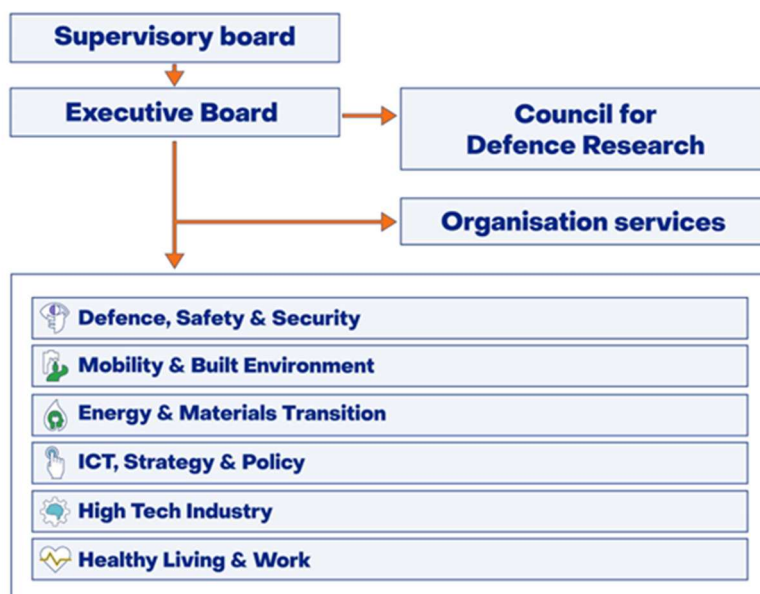 Supervisory board
Executive Board
Council for
Defence Research
Organisation services
Defence, Safety & Security
Mobility & Built Environment
Energy & Materials Transition
ICT, Strategy & Policy
High Tech Industry
Healthy Living & Work